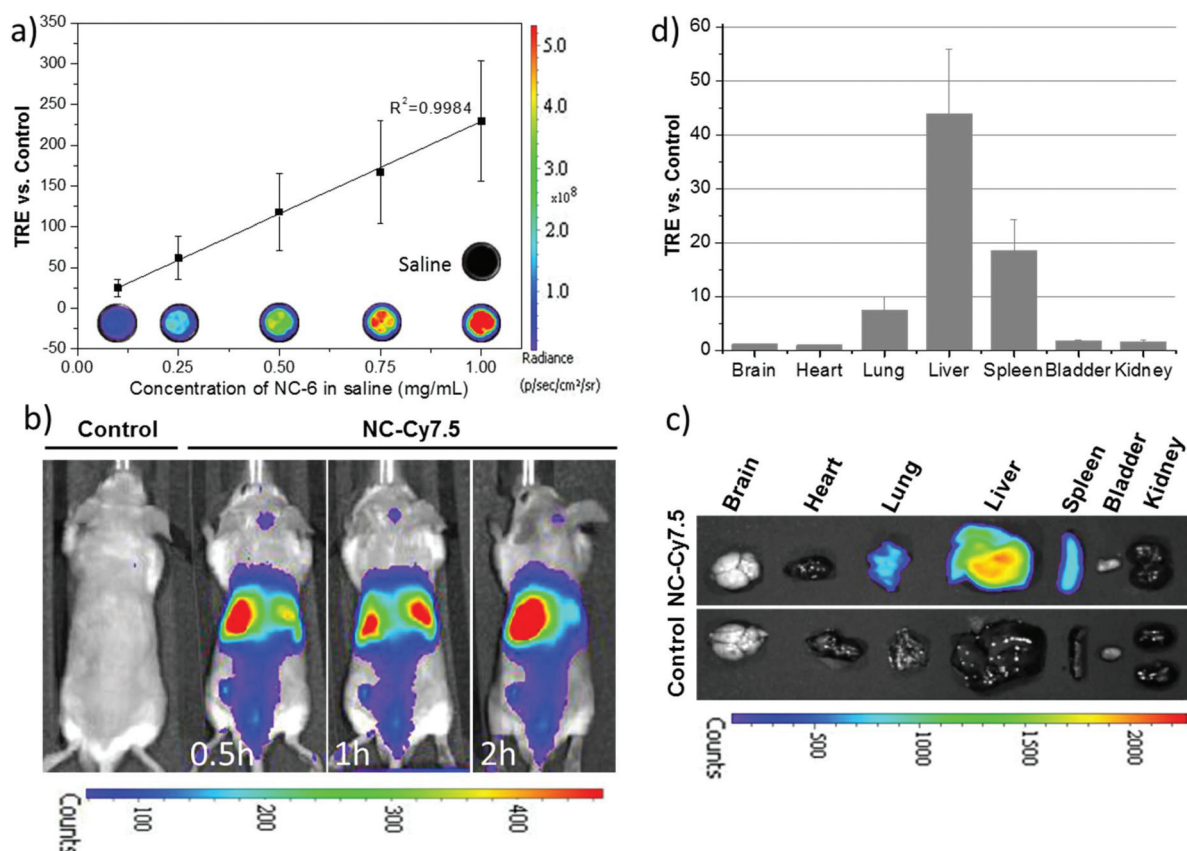 a)
TRE vs. Control
350
300
250
200
150
100
50
0
-50
0.00 0.25 0.50 0.75 1.00
Concentration of NC-6 in saline (mg/mL)
R²=0.9984
Saline
5.0
4.0
3.0
x10⁸
2.0
1.0
Radiance
(p/sec/cm²/sr)
d)
TRE vs. Control
60
50
40
30
20
10
0
Brain Heart Lung Liver Spleen Bladder Kidney
b)
Control NC-Cy7.5
0.5h 1h 2h
Counts 100 200 300 400
c)
Brain Heart Lung Liver Spleen Bladder Kidney
NC-Cy7.5
Control
Counts 500 1000 1500 2000